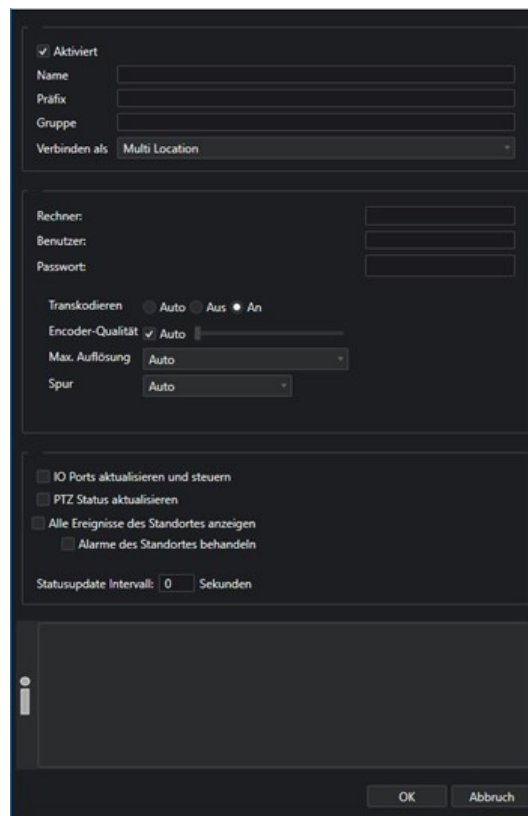 Aktiviert
Name
Präfix
Gruppe
Verbinden als Multi Location
Rechner:
Benutzer:
Passwort:
Transkodieren Auto Aus An
Encoder-Qualität Auto
Max. Auflösung Auto
Spur Auto
IO Ports aktualisieren und steuern
PTZ Status aktualisieren
Alle Ereignisse des Standortes anzeigen
Alarme des Standortes behandeln
Statusupdate Intervall: 0 Sekunden
OK Abbruch